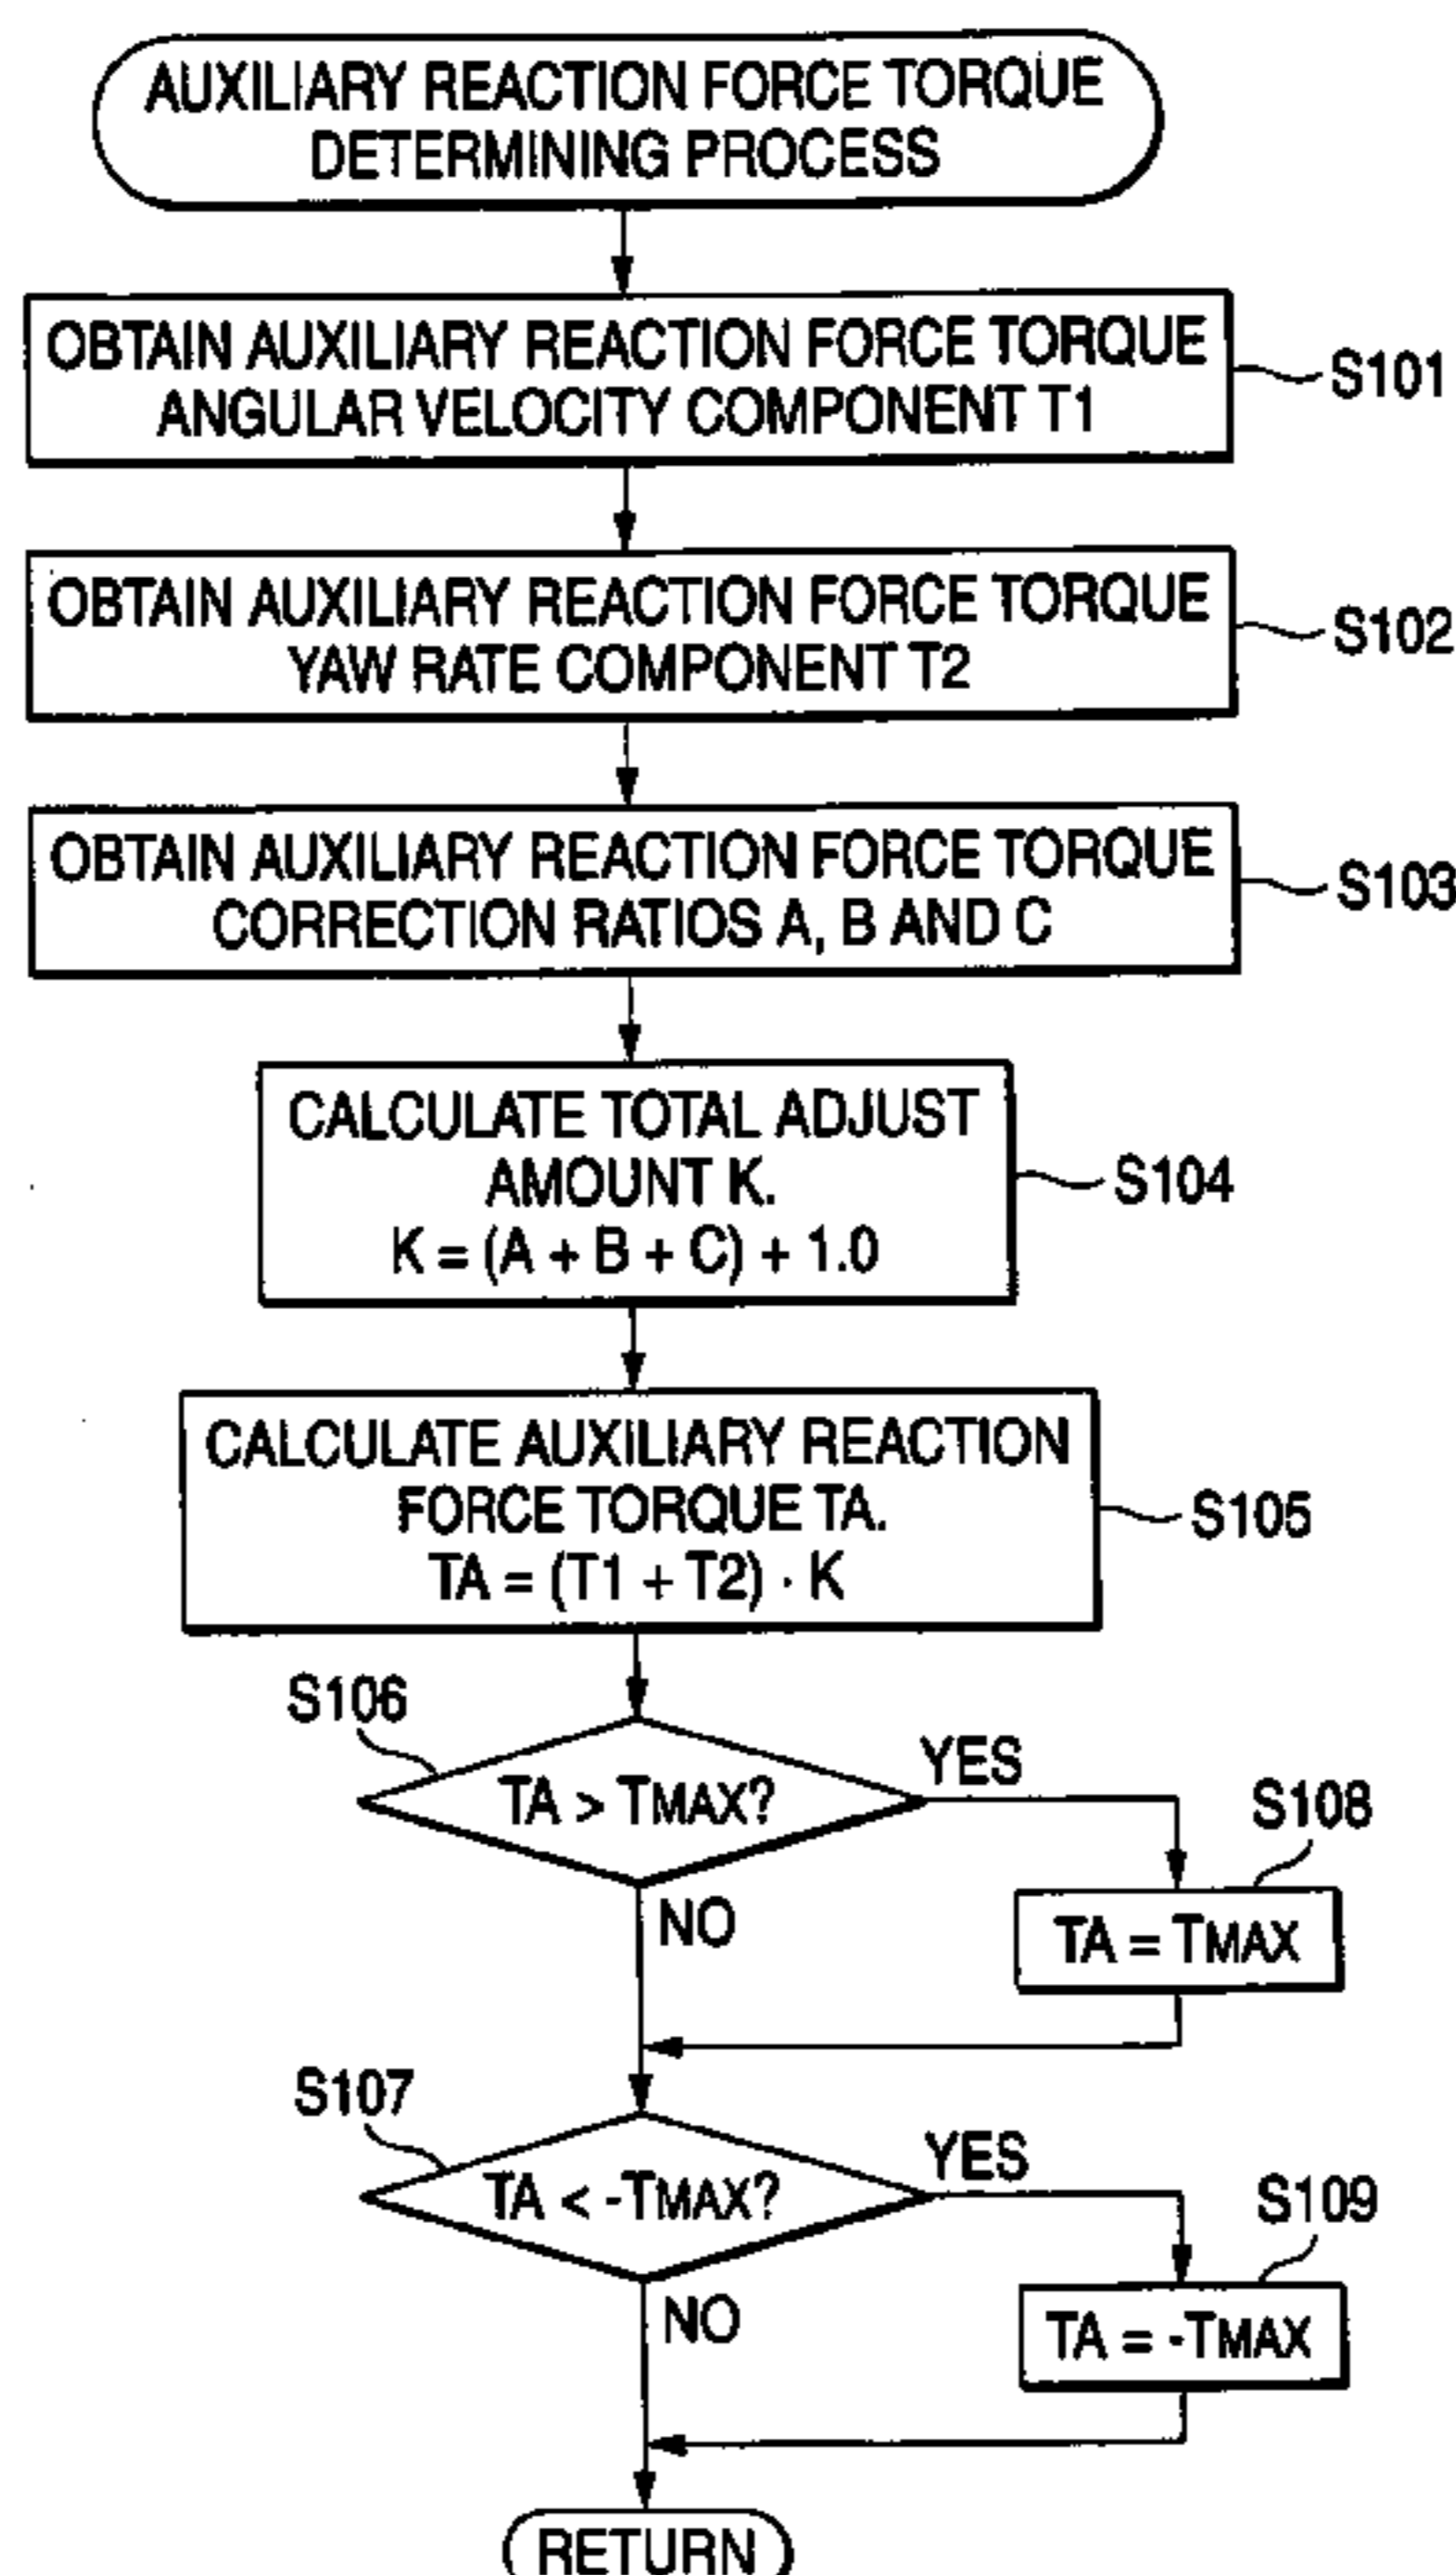 AUXILIARY REACTION FORCE TORQUE
DETERMINING PROCESS
OBTAIN AUXILIARY REACTION FORCE TORQUE
ANGULAR VELOCITY COMPONENT T1
S101
OBTAIN AUXILIARY REACTION FORCE TORQUE
YAW RATE COMPONENT T2
S102
OBTAIN AUXILIARY REACTION FORCE TORQUE
CORRECTION RATIOS A, B AND C
S103
CALCULATE TOTAL ADJUST
AMOUNT K.
K = (A + B + C) + 1.0
S104
CALCULATE AUXILIARY REACTION
FORCE TORQUE TA.
TA = (T1 + T2) · K
S105
S106
TA > TMAX?
YES
S108
NO
TA = TMAX
S107
TA < -TMAX?
YES
S109
NO
TA = -TMAX
RETURN